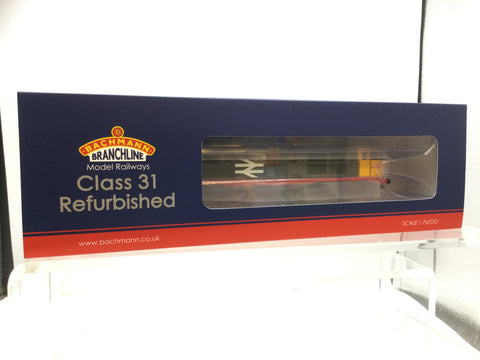 BACHMANN
BRANCHLINE
Model Railways
Class 31
Refurbished
www.bachmann.co.uk
SCALE 1:76/OO